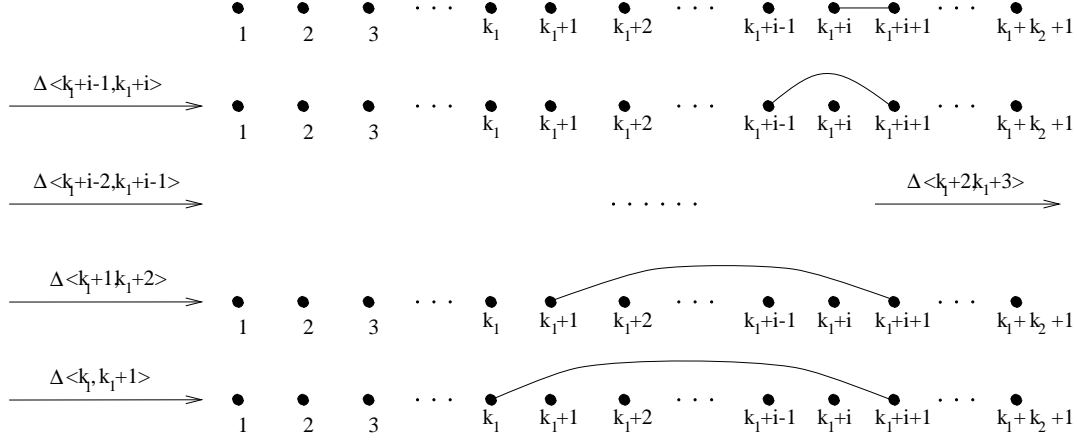 1 2 3 . . . k₁ k₁+1 k₁+2 . . . k₁+i-1 k₁+i k₁+i+1 . . . k₁+k₂+1
Δ<k₁+i-1,k₁+i>
1 2 3 . . . k₁ k₁+1 k₁+2 . . . k₁+i-1 k₁+i k₁+i+1 . . . k₁+k₂+1
Δ<k₁+i-2,k₁+i-1> . . . . . . Δ<k₁+2,k₁+3>
Δ<k₁+1,k₁+2>
1 2 3 . . . k₁ k₁+1 k₁+2 . . . k₁+i-1 k₁+i k₁+i+1 . . . k₁+k₂+1
Δ<k₁,k₁+1>
1 2 3 . . . k₁ k₁+1 k₁+2 . . . k₁+i-1 k₁+i k₁+i+1 . . . k₁+k₂+1